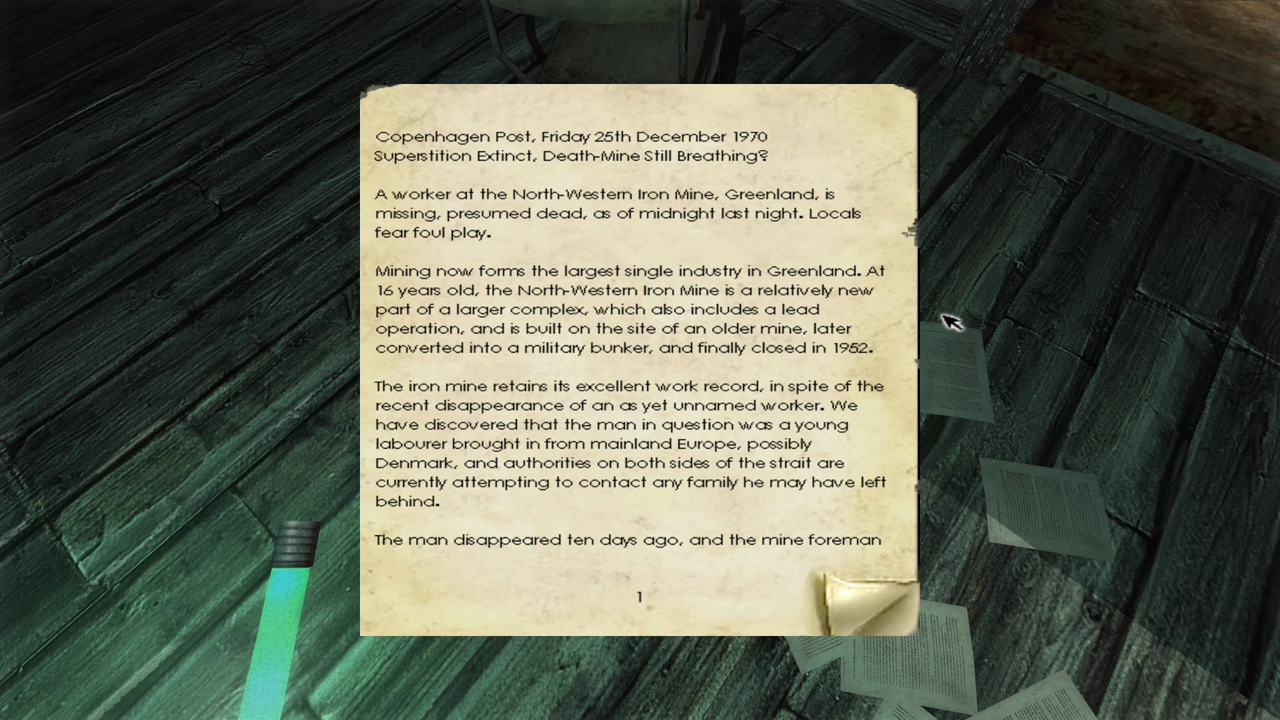 Copenhagen Post, Friday 25th December 1970
Superstition Extinct, Death-Mine Still Breathing?
A worker at the North-Western Iron Mine, Greenland, is
missing, presumed dead, as of midnight last night. Locals
fear foul play.
Mining now forms the largest single industry in Greenland. At
16 years old, the North-Western Iron Mine is a relatively new
part of a larger complex, which also includes a lead
operation, and is built on the site of an older mine, later
converted into a military bunker, and finally closed in 1952.
The iron mine retains its excellent work record, in spite of the
recent disappearance of an as yet unnamed worker. We
have discovered that the man in question was a young
labourer brought in from mainland Europe, possibly
Denmark, and authorities on both sides of the strait are
currently attempting to contact any family he may have left
behind.
The man disappeared ten days ago, and the mine foreman
1